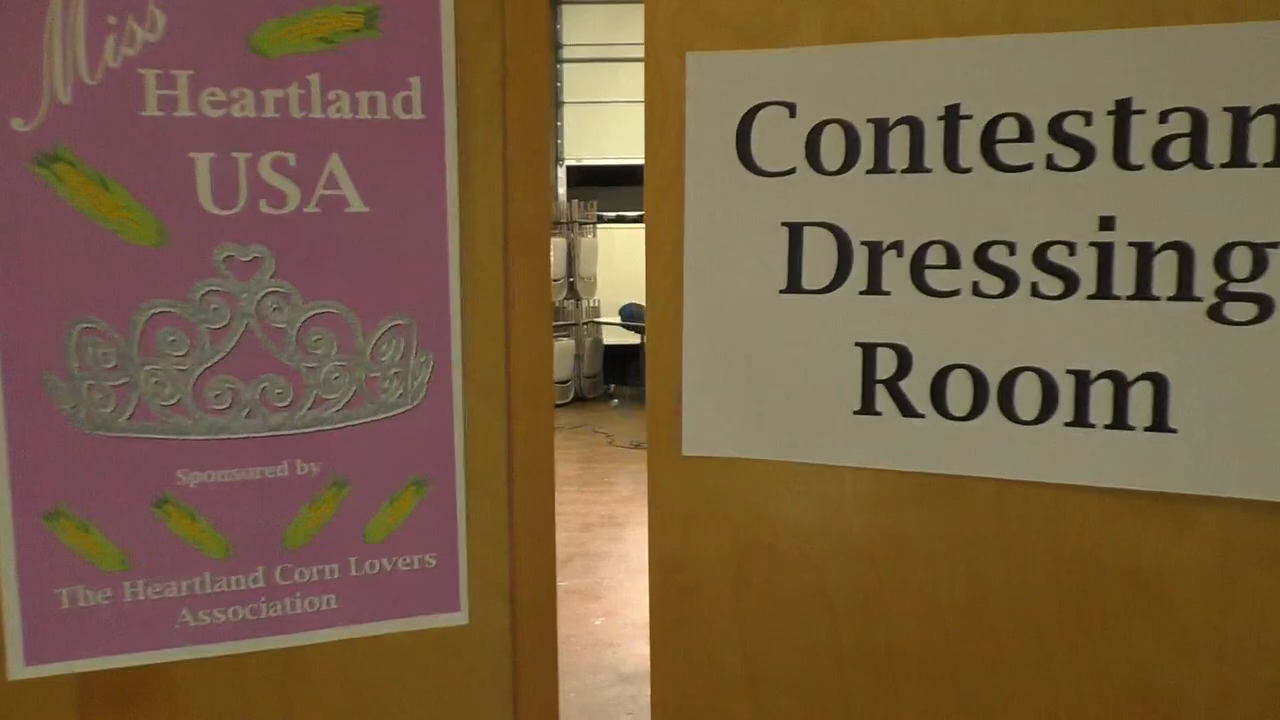 Miss
Heartland
USA
Sponsored by
The Heartland Corn Lovers
Association
Contestan
Dressing
Room